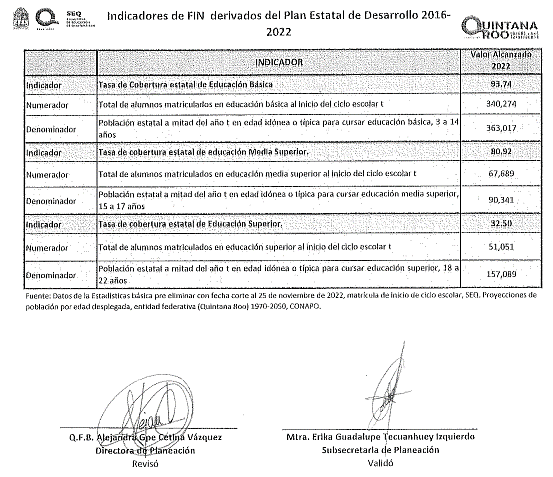 SEQ
Indicadores de FIN derivados del Plan Estatal de Desarrollo 2016-
2022
QUINTANA
ROO
INDICADOR
Valor Alcanzado
2022
Indicador Tasa de Cobertura estatal de Educación Básica 93.74
Numerador Total de alumnos matriculados en educación básica al inicio del ciclo escolar t 340,274
Denominador Población estatal a mitad del año t en edad idónea o típica para cursar educación básica, 3 a 14
años 363,017
Indicador Tasa de cobertura estatal de educación Media Superior. 80.92
Numerador Total de alumnos matriculados en educación media superior al inicio del ciclo escolar t 67,689
Denominador Población estatal a mitad del año t en edad idónea o típica para cursar educación media superior,
15 a 17 años 90,341
Indicador Tasa de cobertura estatal de Educación Superior. 32.50
Numerador Total de alumnos matriculados en educación superior al inicio del ciclo escolar t 51,051
Denominador Población estatal a mitad del año t en edad idónea o típica para cursar educación superior, 18 a
22 años 157,089
Fuente: Datos de la Estadísticas básica pre eliminar con fecha corte al 25 de noviembre de 2022, matrícula de inicio de ciclo escolar, SEQ. Proyecciones de
población por edad desplegada, entidad federativa (Quintana Roo) 1970-2050, CONAPO.
Q.F.B. Alejandra Gpe Cetina Vázquez
Directora de Planeación
Revisó
Mtra. Erika Guadalupe Tecuanhuey Izquierdo
Subsecretaria de Planeación
Validó